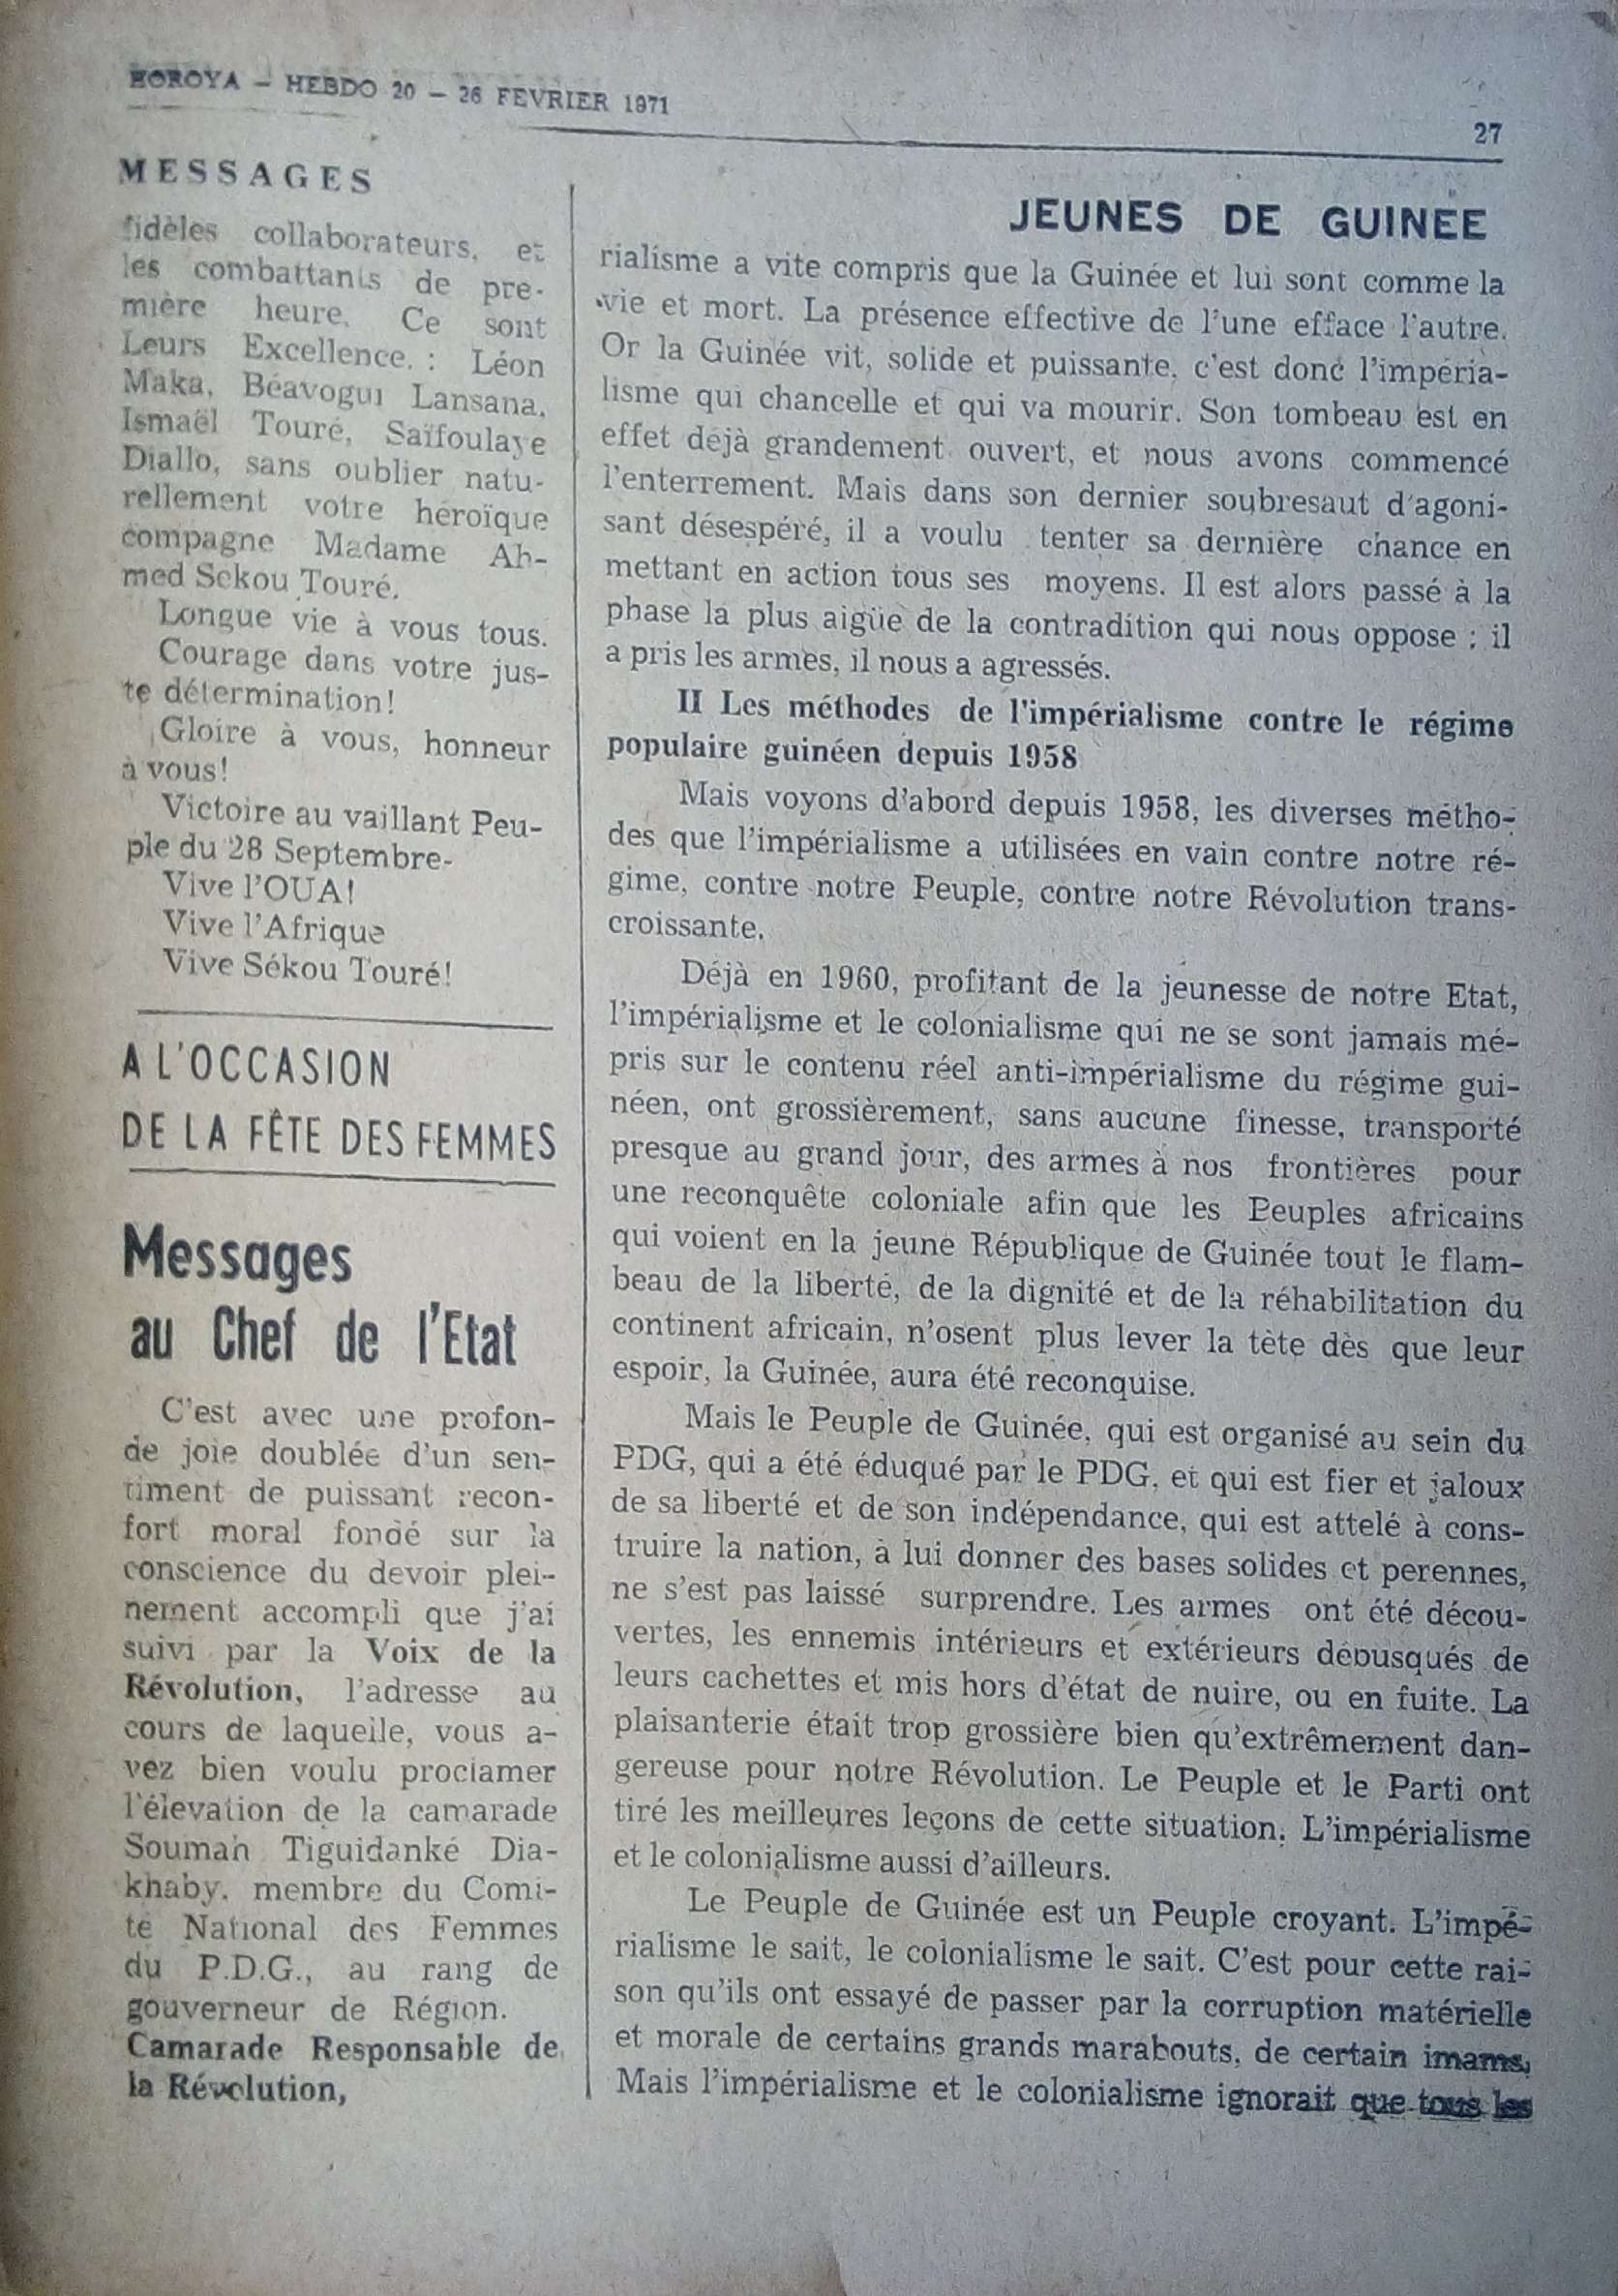 HOROYA – HEBDO 20 – 26 FEVRIER 1971
27
MESSAGES
fidèles collaborateurs, et
les combattants de pre-
mière heure. Ce sont
Leurs Excellence. : Léon
Maka, Béavogui Lansana,
Ismaël Touré, Saïfoulaye
Diallo, sans oublier natu-
rellement votre héroïque
compagne Madame Ah-
med Sékou Touré.
Longue vie à vous tous.
Courage dans votre jus-
te détermination!
Gloire à vous, honneur
à vous!
Victoire au vaillant Peu-
ple du 28 Septembre-
Vive l'OUA!
Vive l'Afrique
Vive Sékou Touré!
A L'OCCASION
DE LA FÊTE DES FEMMES
Messages
au Chef de l'Etat
C'est avec une profon-
de joie doublée d'un sen-
timent de puissant récon-
fort moral fondé sur la
conscience du devoir plei-
nement accompli que j'ai
suivi par la Voix de la
Révolution, l'adresse au
cours de laquelle, vous a-
vez bien voulu proclamer
l'élevation de la camarade
Soumah Tiguidanké Dia-
khaby, membre du Comi-
té National des Femmes
du P.D.G., au rang de
gouverneur de Région.
Camarade Responsable de
la Révolution,
JEUNES DE GUINÉE
rialisme a vite compris que la Guinée et lui sont comme la
vie et mort. La présence effective de l'une efface l'autre.
Or la Guinée vit, solide et puissante, c'est donc l'impéria-
lisme qui chancelle et qui va mourir. Son tombeau est en
effet déjà grandement ouvert, et nous avons commencé
l'enterrement. Mais dans son dernier soubresaut d'agoni-
sant désespéré, il a voulu tenter sa dernière chance en
mettant en action tous ses moyens. Il est alors passé à la
phase la plus aigüe de la contradition qui nous oppose ; il
a pris les armes, il nous a agressés.
II Les méthodes de l'impérialisme contre le régime
populaire guinéen depuis 1958
Mais voyons d'abord depuis 1958, les diverses métho-
des que l'impérialisme a utilisées en vain contre notre ré-
gime, contre notre Peuple, contre notre Révolution trans-
croissante.
Déjà en 1960, profitant de la jeunesse de notre Etat,
l'impérialisme et le colonialisme qui ne se sont jamais mé-
pris sur le contenu réel anti-impérialisme du régime gui-
néen, ont grossièrement, sans aucune finesse, transporté
presque au grand jour, des armes à nos frontières pour
une reconquête coloniale afin que les Peuples africains
qui voient en la jeune République de Guinée tout le flam-
beau de la liberté, de la dignité et de la réhabilitation du
continent africain, n'osent plus lever la tète dès que leur
espoir, la Guinée, aura été reconquise.
Mais le Peuple de Guinée, qui est organisé au sein du
PDG, qui a été éduqué par le PDG, et qui est fier et jaloux
de sa liberté et de son indépendance, qui est attelé à cons-
truire la nation, à lui donner des bases solides et perennes,
ne s'est pas laissé surprendre. Les armes ont été décou-
vertes, les ennemis intérieurs et extérieurs débusqués de
leurs cachettes et mis hors d'état de nuire, ou en fuite. La
plaisanterie était trop grossière bien qu'extrêmement dan-
gereuse pour notre Révolution. Le Peuple et le Parti ont
tiré les meilleures leçons de cette situation. L'impérialisme
et le colonialisme aussi d'ailleurs.
Le Peuple de Guinée est un Peuple croyant. L'impé-
rialisme le sait, le colonialisme le sait. C'est pour cette rai-
son qu'ils ont essayé de passer par la corruption matérielle
et morale de certains grands marabouts, de certain imams,
Mais l'impérialisme et le colonialisme ignorait que tous les